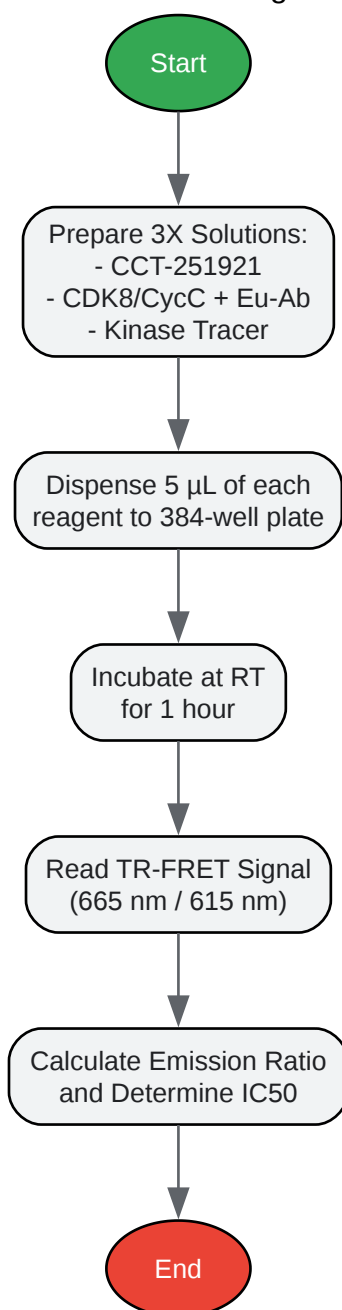 Start
Prepare 3X Solutions:
- CCT-251921
- CDK8/CycC + Eu-Ab
- Kinase Tracer
Dispense 5 µL of each
reagent to 384-well plate
Incubate at RT
for 1 hour
Read TR-FRET Signal
(665 nm / 615 nm)
Calculate Emission Ratio
and Determine IC50
End